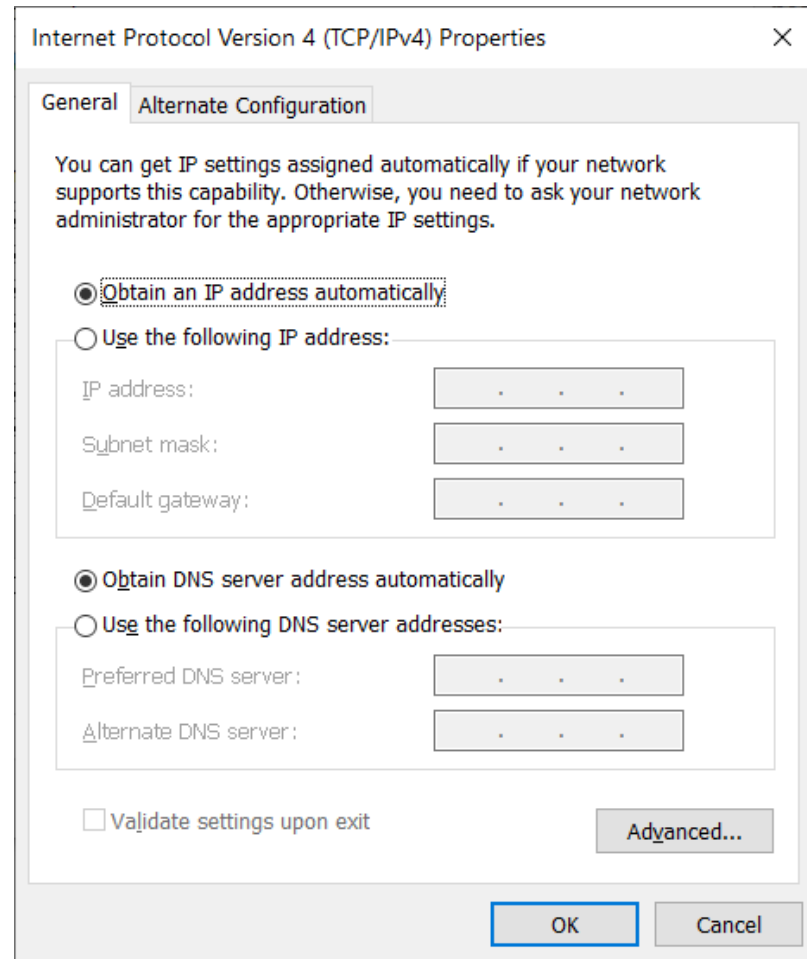 Internet Protocol Version 4 (TCP/IPv4) Properties
General
Alternate Configuration
You can get IP settings assigned automatically if your network
supports this capability. Otherwise, you need to ask your network
administrator for the appropriate IP settings.
Obtain an IP address automatically
Use the following IP address:
IP address:
Subnet mask:
Default gateway:
Obtain DNS server address automatically
Use the following DNS server addresses:
Preferred DNS server:
Alternate DNS server:
Validate settings upon exit
Advanced...
OK
Cancel